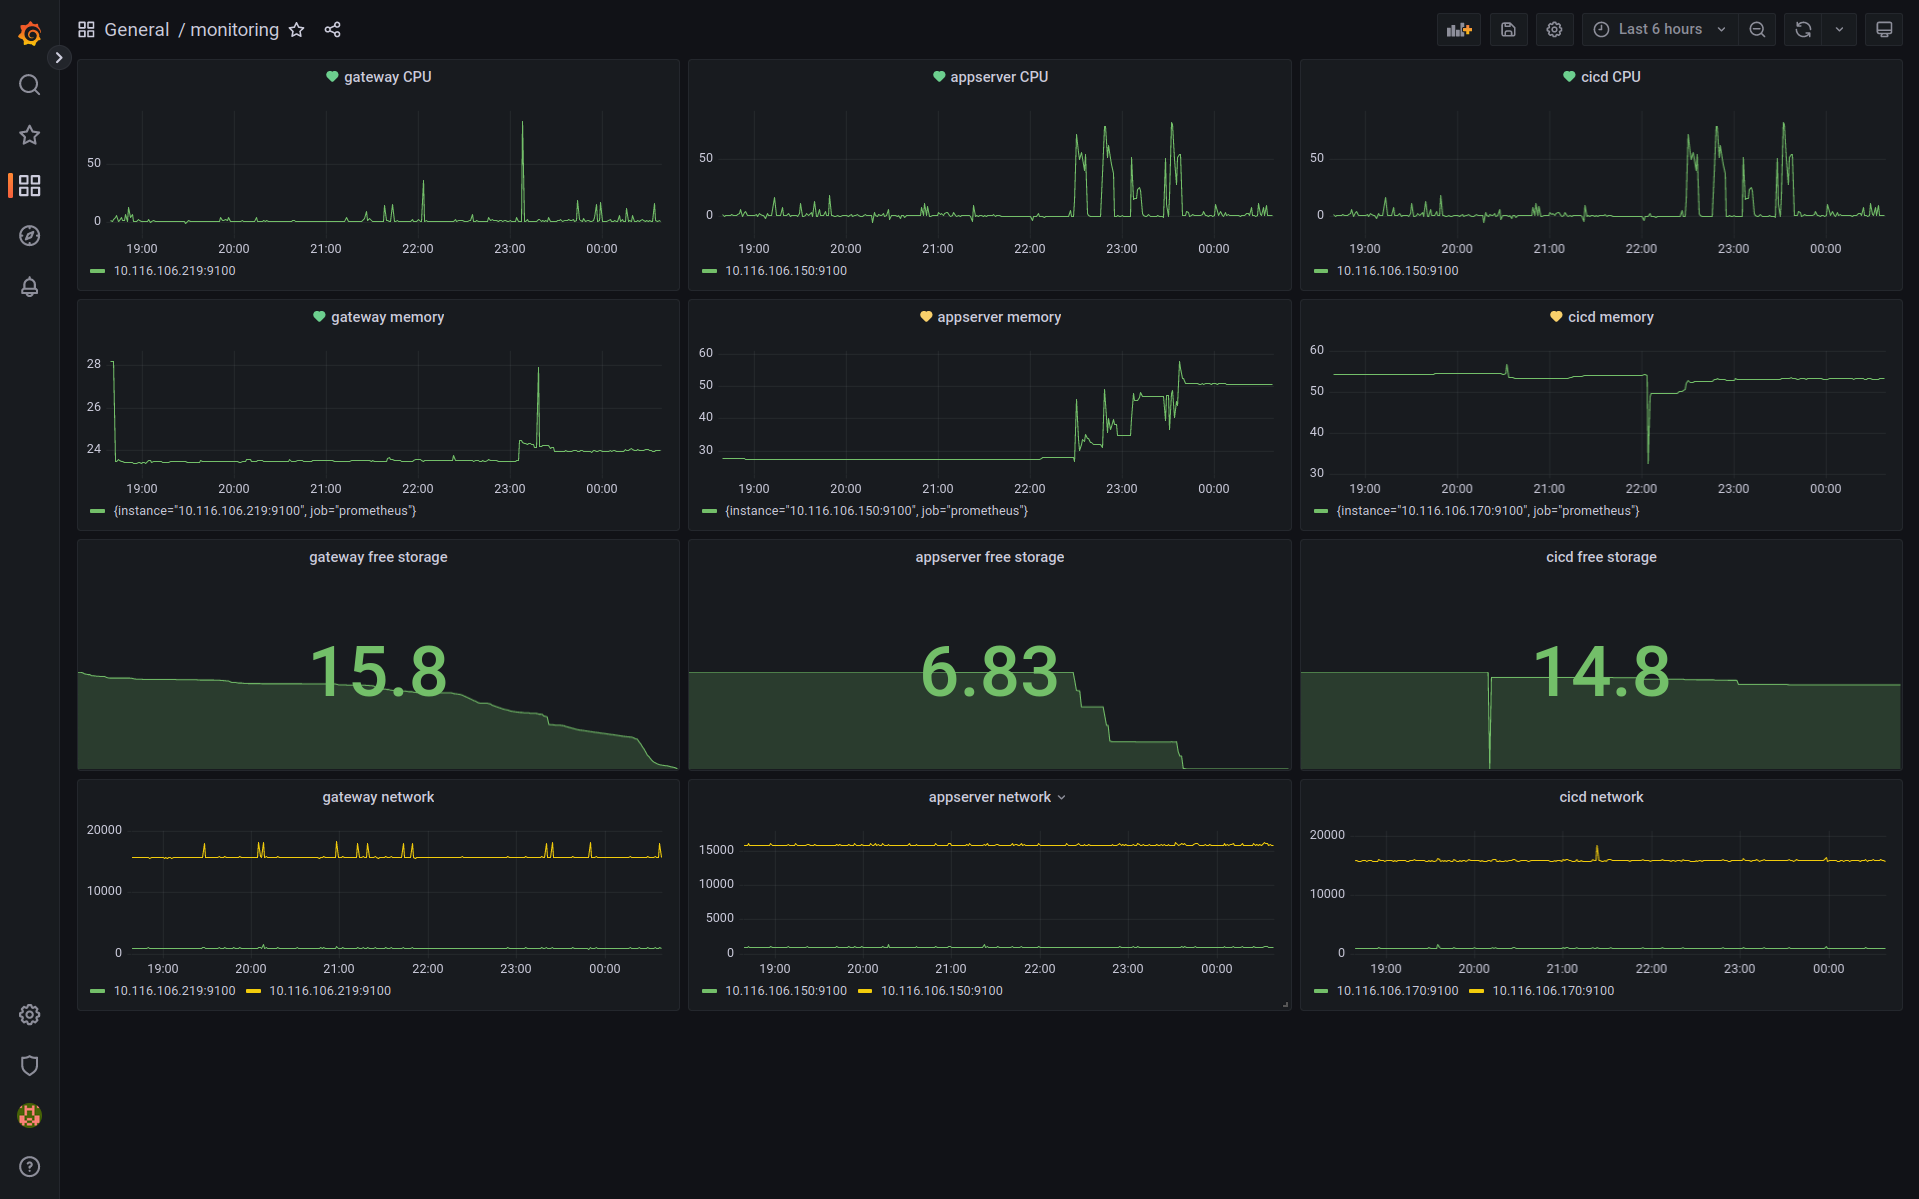 General / monitoring
Last 6 hours
gateway CPU
50
0
19:00 20:00 21:00 22:00 23:00 00:00
10.116.106.219:9100
appserver CPU
50
0
19:00 20:00 21:00 22:00 23:00 00:00
10.116.106.150:9100
cicd CPU
50
0
19:00 20:00 21:00 22:00 23:00 00:00
10.116.106.150:9100
gateway memory
28
26
24
19:00 20:00 21:00 22:00 23:00 00:00
{instance="10.116.106.219:9100", job="prometheus"}
appserver memory
60
50
40
30
19:00 20:00 21:00 22:00 23:00 00:00
{instance="10.116.106.150:9100", job="prometheus"}
cicd memory
60
50
40
30
19:00 20:00 21:00 22:00 23:00 00:00
{instance="10.116.106.170:9100", job="prometheus"}
gateway free storage
15.8
appserver free storage
6.83
cicd free storage
14.8
gateway network
20000
10000
0
19:00 20:00 21:00 22:00 23:00 00:00
10.116.106.219:9100 10.116.106.219:9100
appserver network
15000
10000
5000
0
19:00 20:00 21:00 22:00 23:00 00:00
10.116.106.150:9100 10.116.106.150:9100
cicd network
20000
10000
0
19:00 20:00 21:00 22:00 23:00 00:00
10.116.106.170:9100 10.116.106.170:9100